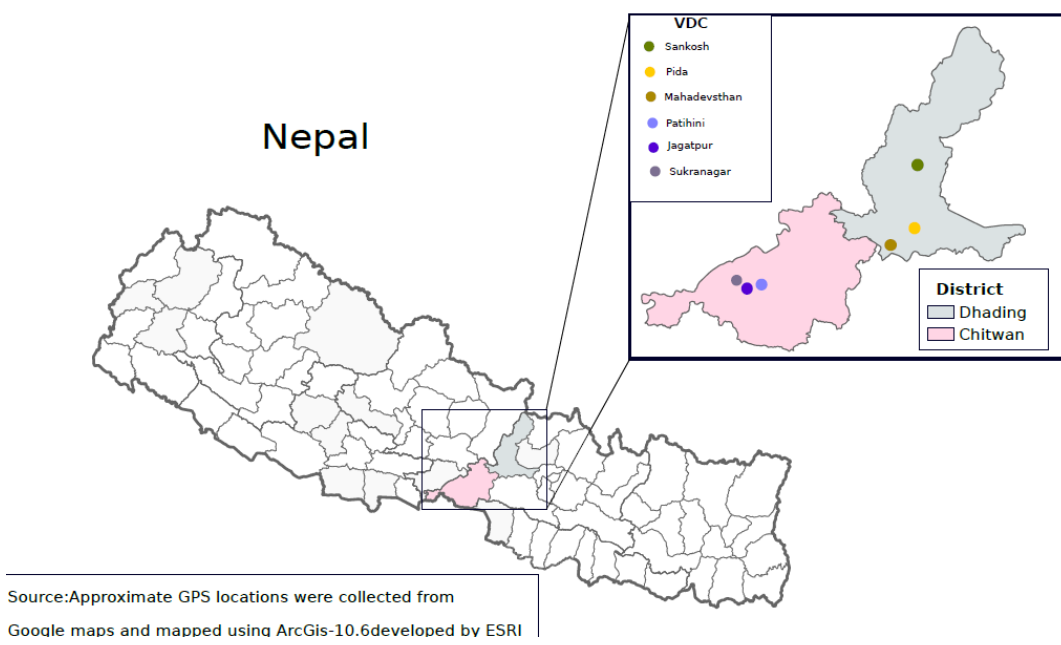 Nepal
VDC
Sankosh
Pida
Mahadevsthan
Patihini
Jagatpur
Sukranagar
District
Dhading
Chitwan
Source:Approximate GPS locations were collected from
Google maps and mapped using ArcGis-10.6developed by ESRI